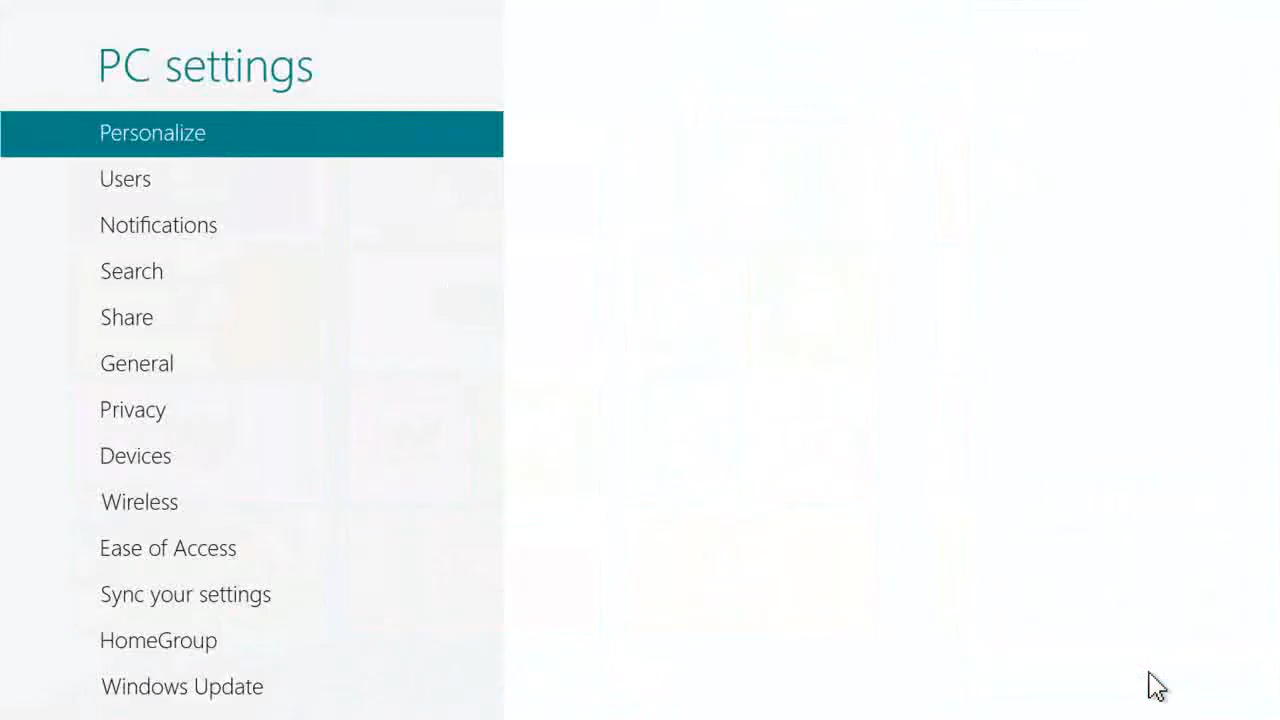 PC settings
Personalize
Users
Notifications
Search
Share
General
Privacy
Devices
Wireless
Ease of Access
Sync your settings
HomeGroup
Windows Update